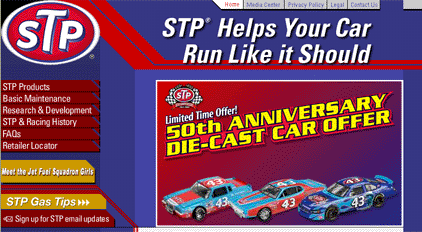 Home Media Center Privacy Policy Legal Contact Us
STP
STP® Helps Your Car
Run Like it Should
STP Products
Basic Maintenance
Research & Development
STP & Racing History
FAQs
Retailer Locator
Meet the Jet Fuel Squadron Girls
STP Gas Tips
Sign up for STP email updates
STP
Limited Time Offer!
50th ANNIVERSARY
DIE-CAST CAR OFFER
43
43
43